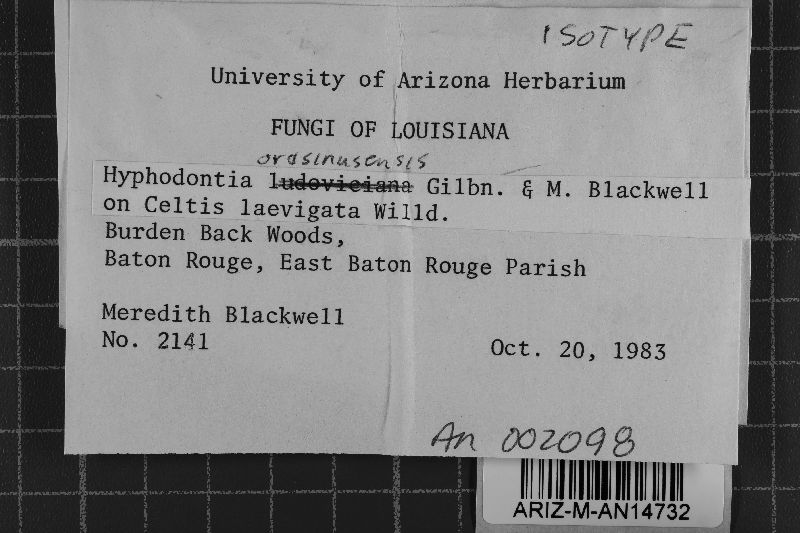 ISOTYPE
University of Arizona Herbarium
FUNGI OF LOUISIANA
orasinusensis
Hyphodontia ludoviciana Gilbn. & M. Blackwell
on Celtis laevigata Willd.
Burden Back Woods,
Baton Rouge, East Baton Rouge Parish
Meredith Blackwell
No. 2141
Oct. 20, 1983
An 002098
ARIZ-M-AN14732